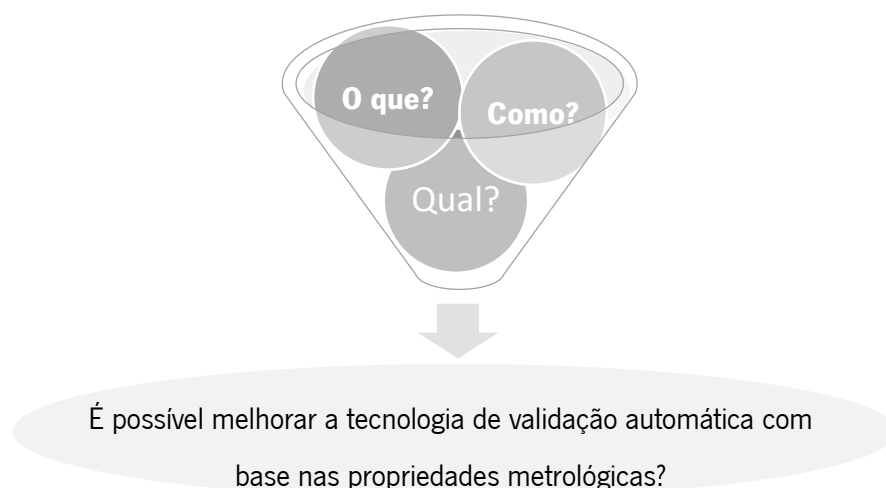 O que?
Como?
Qual?
É possível melhorar a tecnologia de validação automática com
base nas propriedades metrológicas?